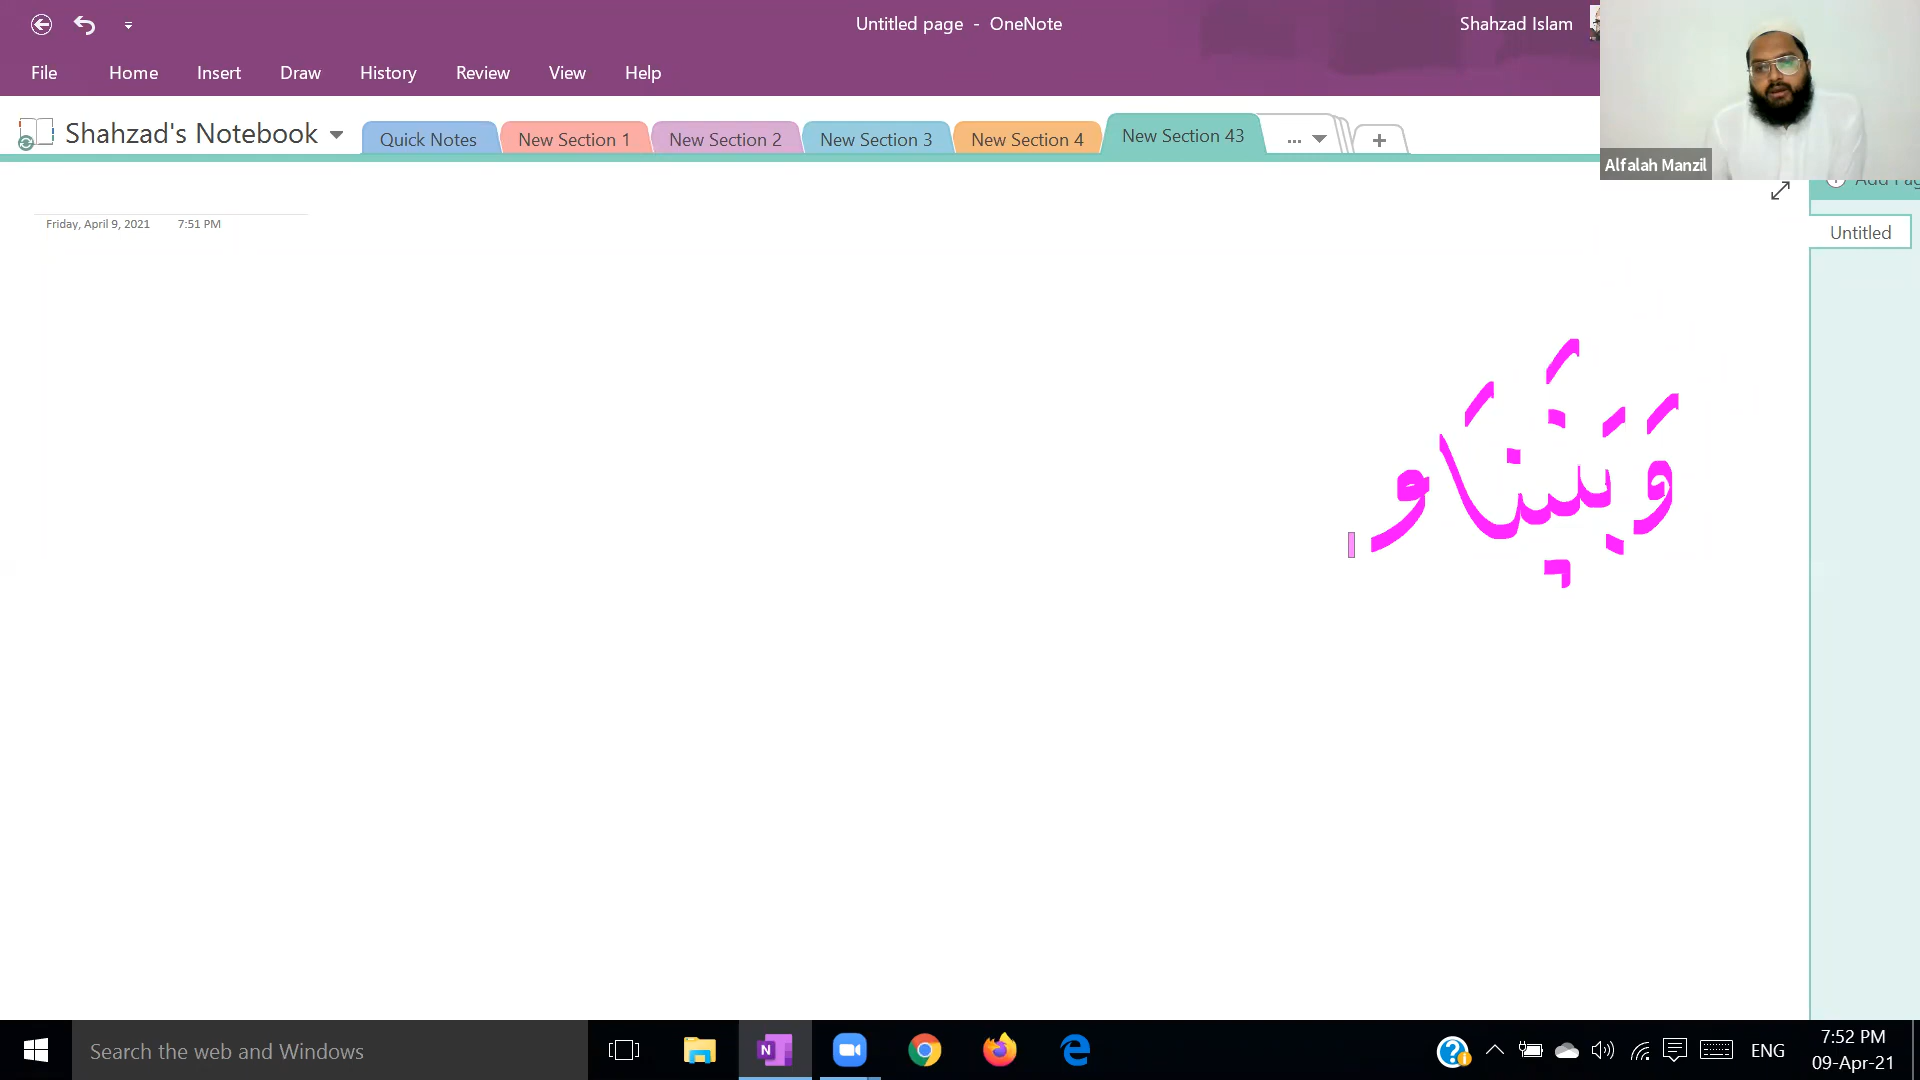 Untitled page - OneNote
Shahzad Islam
File Home Insert Draw History Review View Help
Shahzad's Notebook
Quick Notes New Section 1 New Section 2 New Section 3 New Section 4 New Section 43 ... +
Alfalah Manzil
Friday, April 9, 2021 7:51 PM
Untitled
Search the web and Windows
ENG
7:52 PM
09-Apr-21